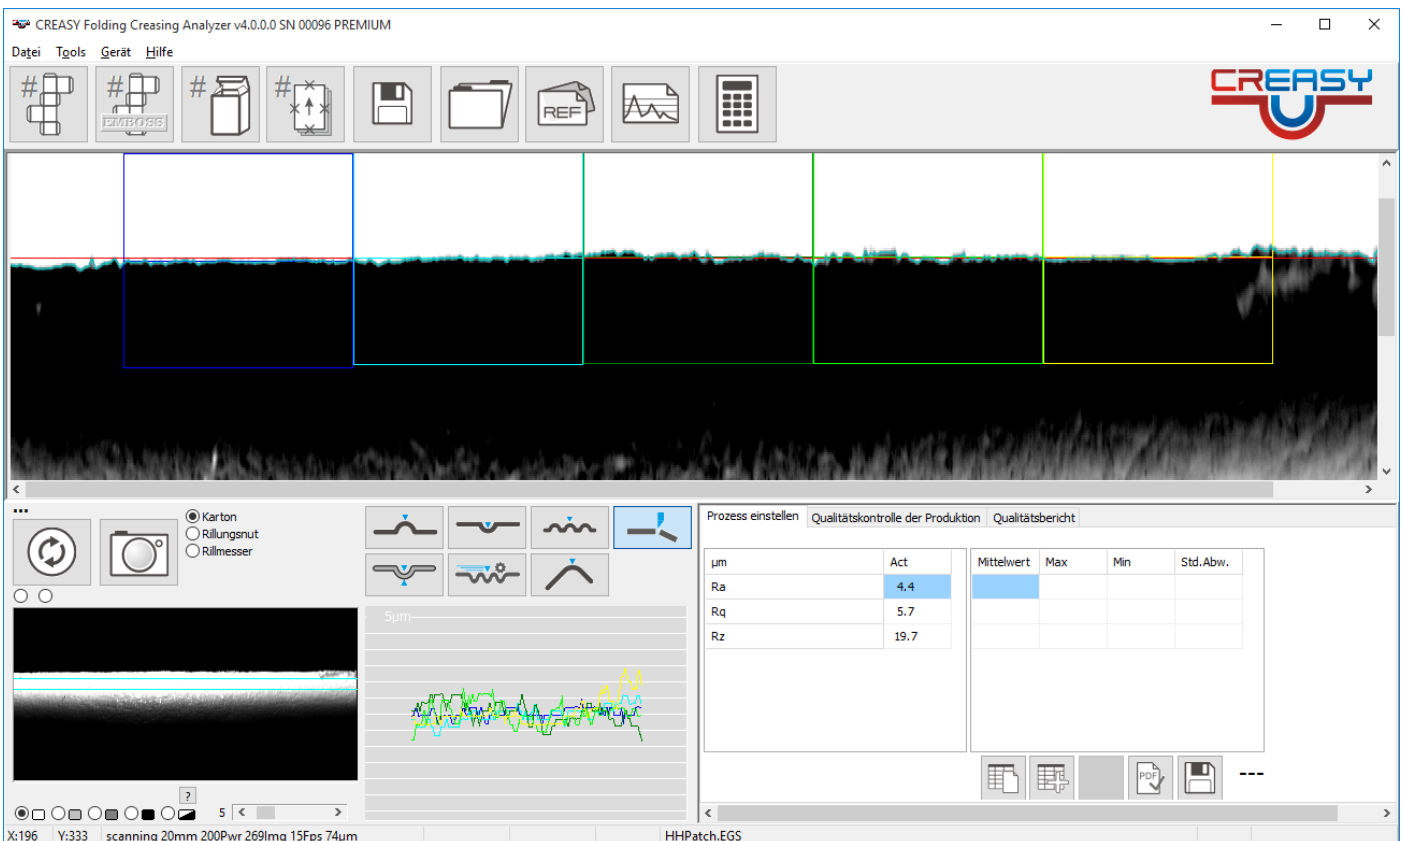 CREASY Folding Creasing Analyzer v4.0.0.0 SN 00096 PREMIUM
Datei Tools Gerät Hilfe
# # # #
EMBOSS
REF
CREASY
...
Karton
Rillungsnut
Rillmesser
5µm
?
5
Prozess einstellen Qualitätskontrolle der Produktion Qualitätsbericht
µm Act Mittelwert Max Min Std.Abw.
Ra 4.4
Rq 5.7
Rz 19.7
PDF
---
X:196 Y:333 scanning 20mm 200Pwr 269Img 15Fps 74µm HHPatch.EGS